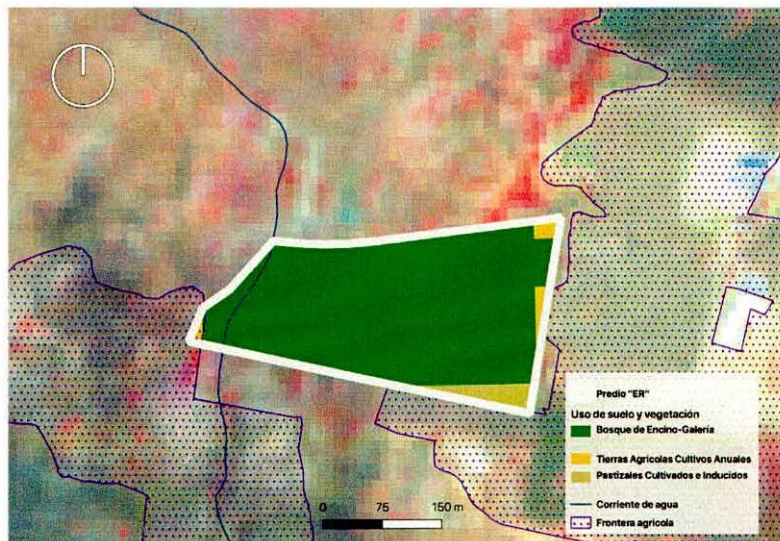 Predio "ER"
Uso de suelo y vegetación
Bosque de Encino-Galería
Tierras Agrícolas Cultivos Anuales
Pastizales Cultivados e Inducidos
Corriente de agua
Frontera agrícola
0 75 150 m